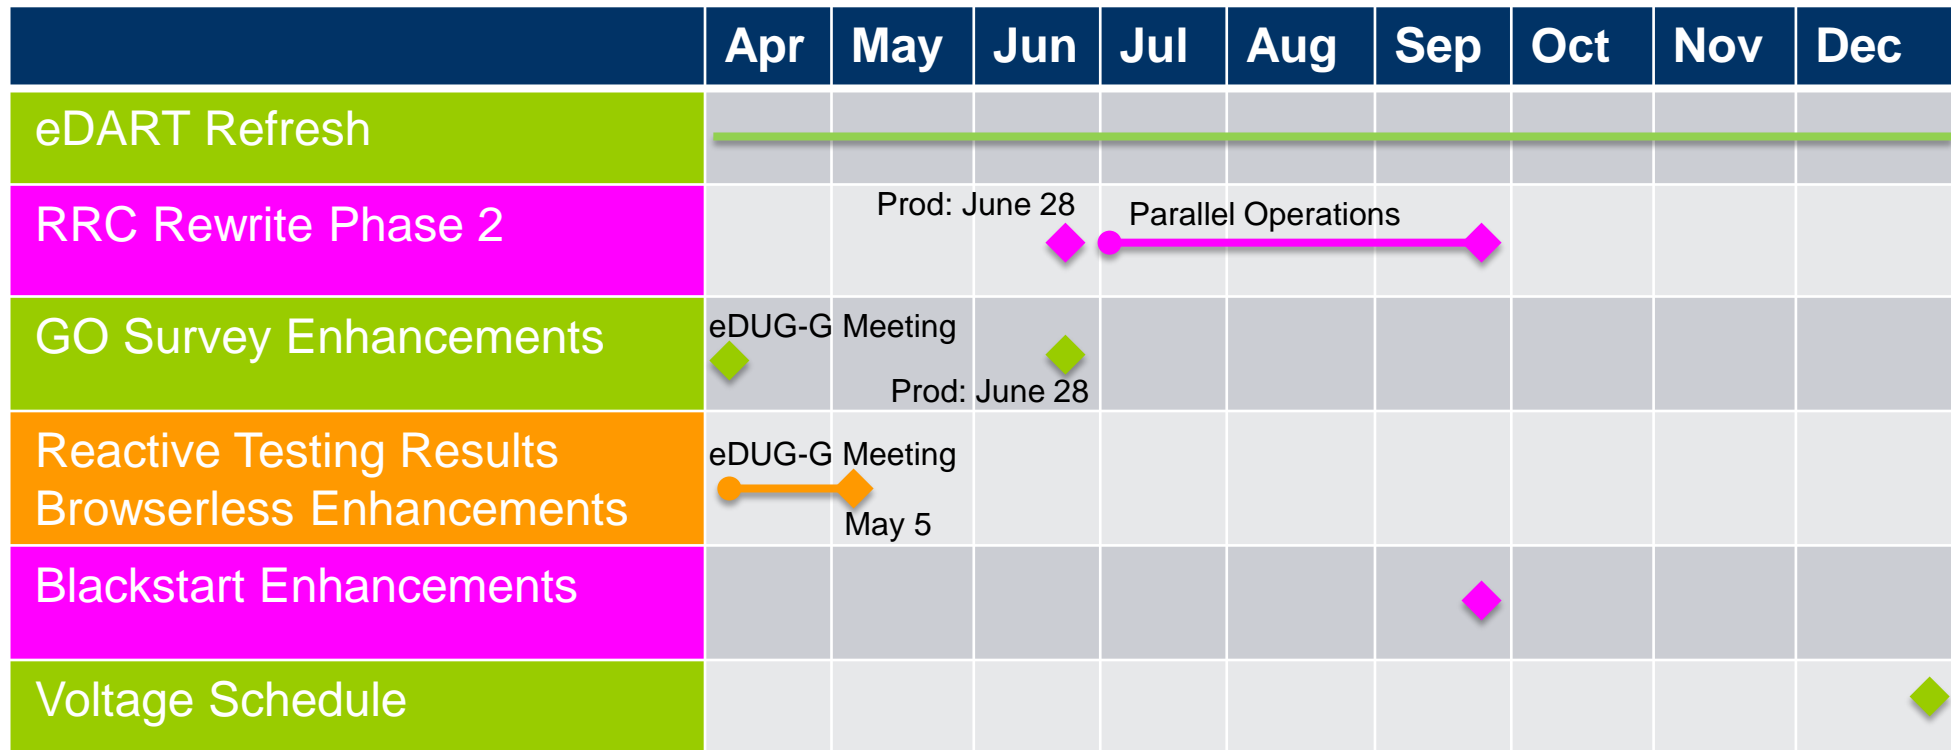 Apr May Jun Jul Aug Sep Oct Nov Dec
eDART Refresh
RRC Rewrite Phase 2
Prod: June 28
Parallel Operations
GO Survey Enhancements
eDUG-G Meeting
Prod: June 28
Reactive Testing Results
Browserless Enhancements
eDUG-G Meeting
May 5
Blackstart Enhancements
Voltage Schedule